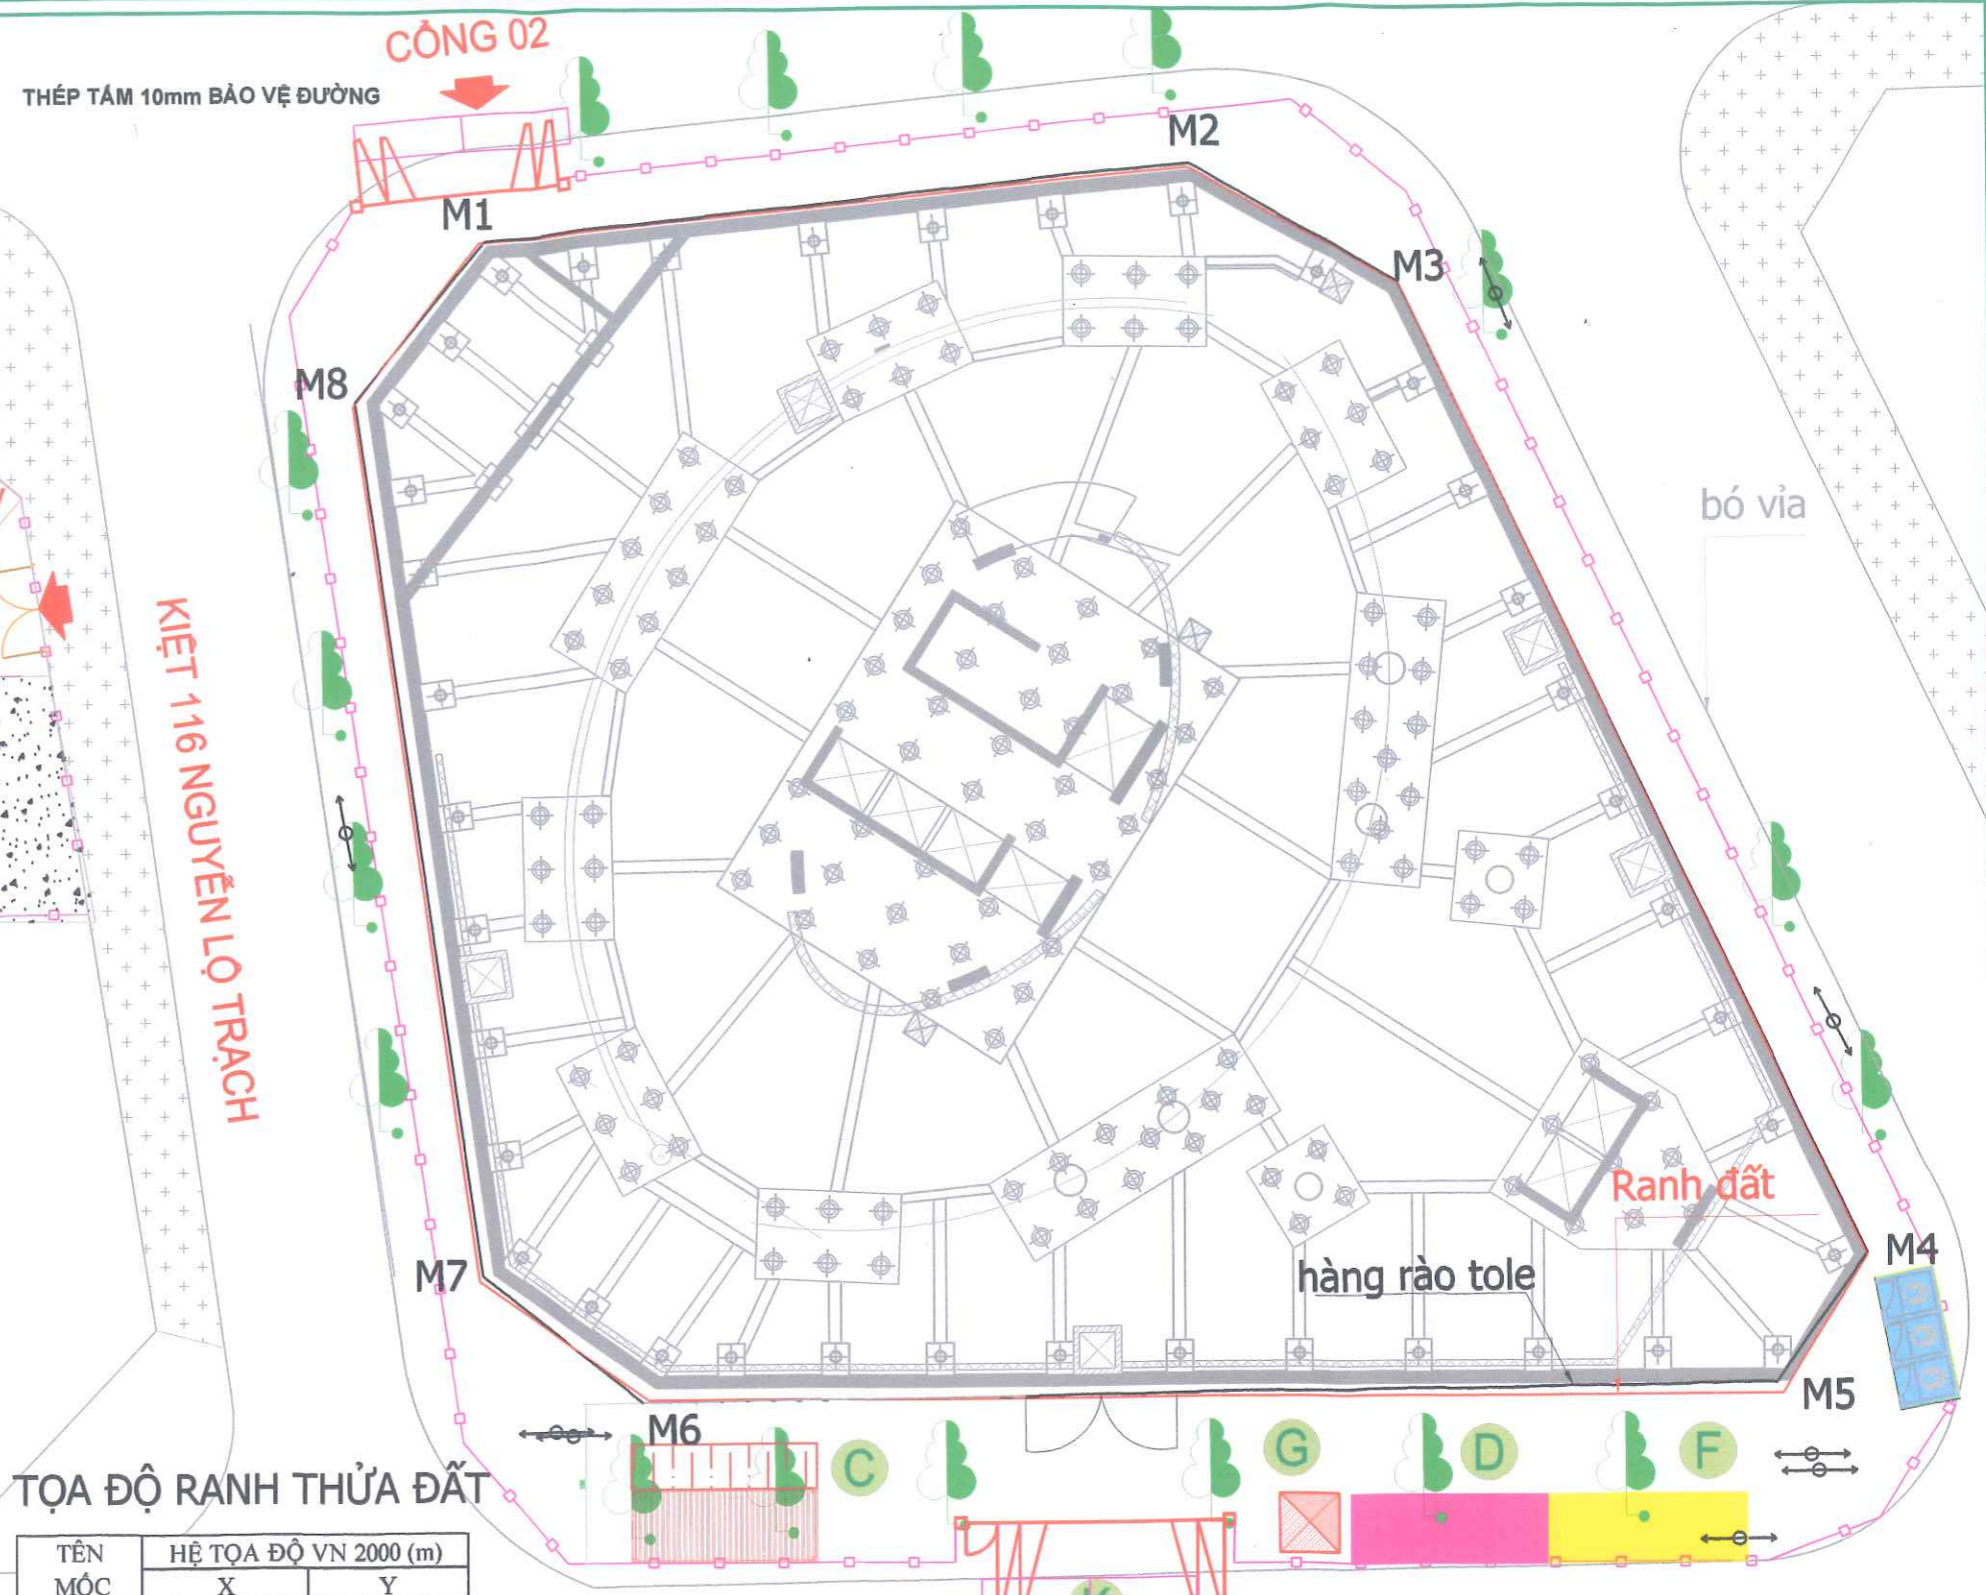 CỔNG 02
THÉP TẤM 10mm BẢO VỆ ĐƯỜNG
M1
M2
M3
M8
bó vỉa
KIỆT 116 NGUYỄN LỘ TRẠCH
Ranh đất
M4
hàng rào tole
M7
M5
M6
C
G
D
F
TỌA ĐỘ RANH THỬA ĐẤT
TÊN MỐC
HỆ TỌA ĐỘ VN 2000 (m)
X
Y